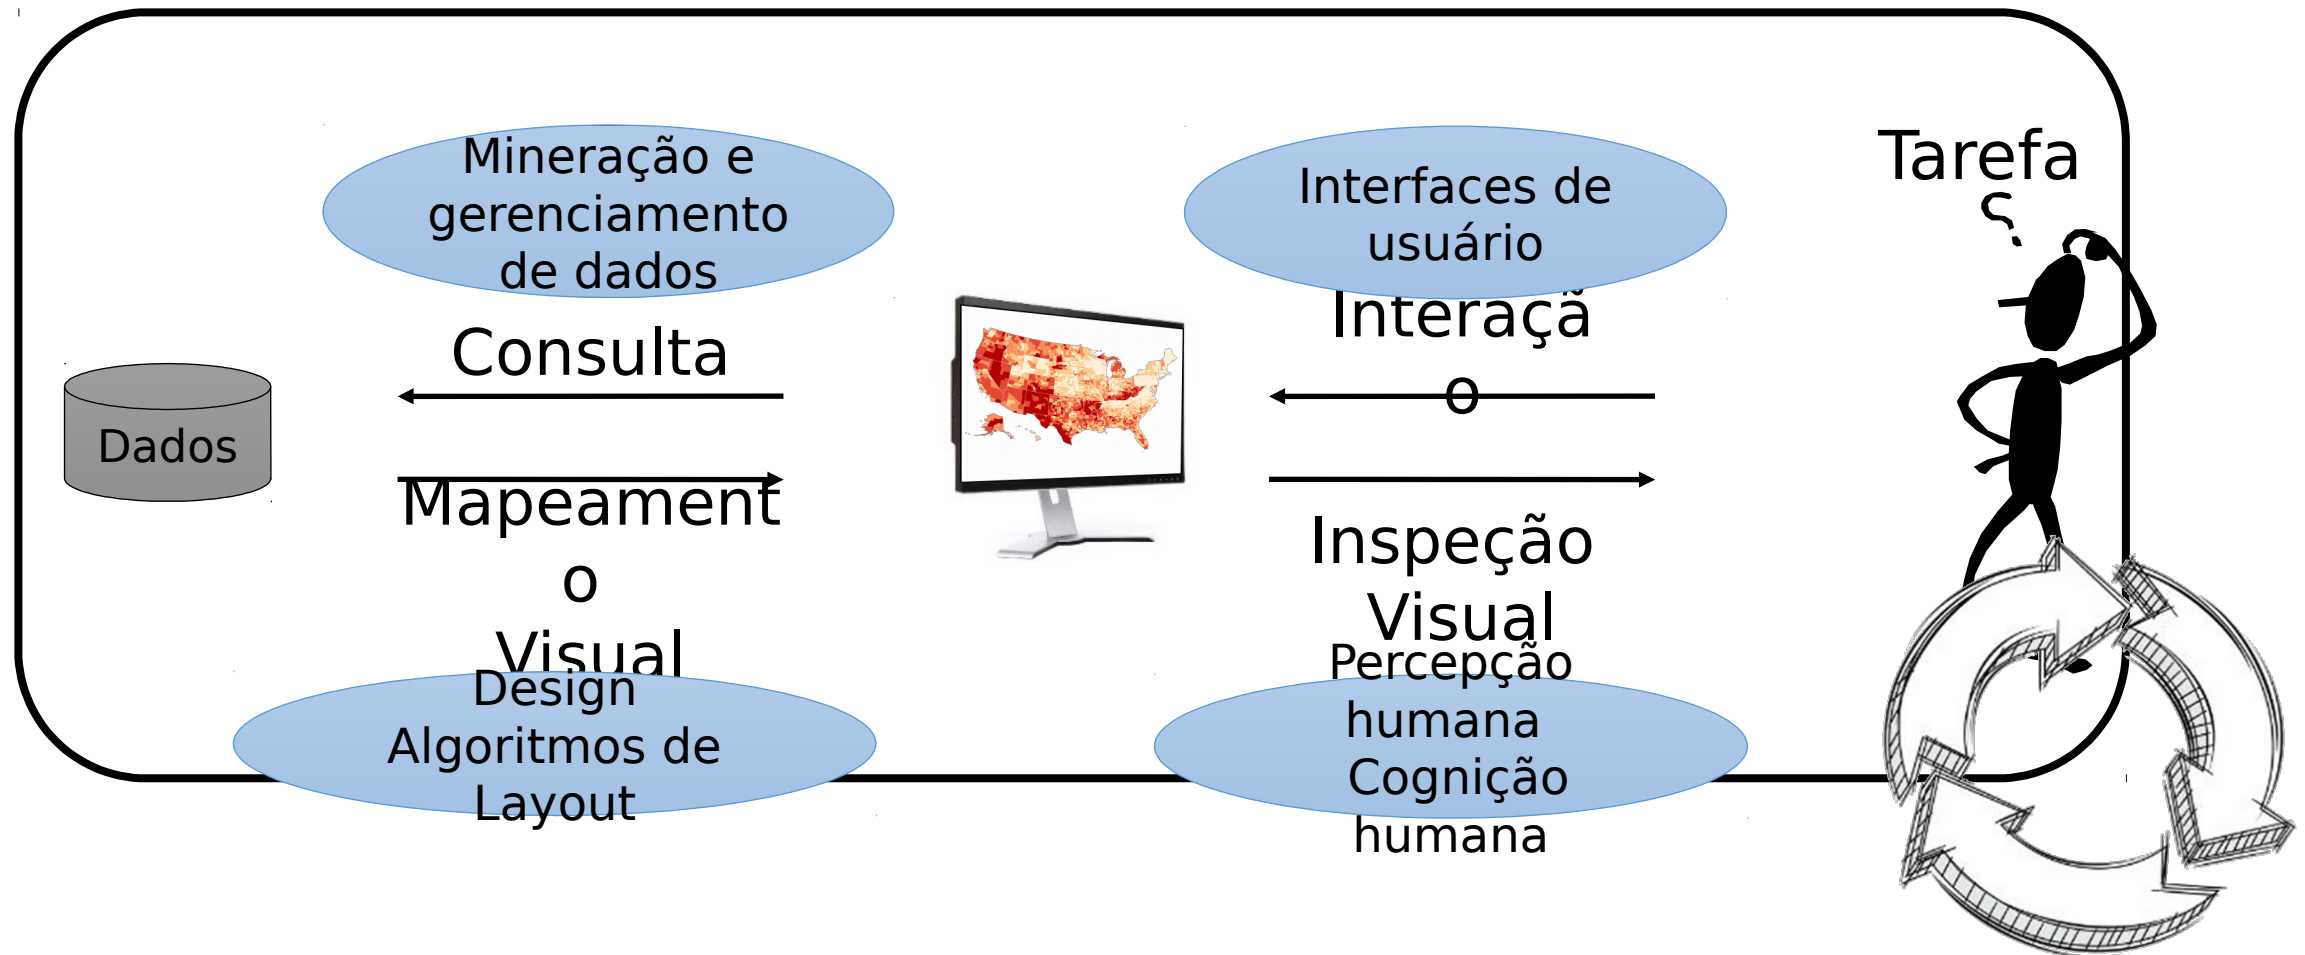 Mineração e
gerenciamento
de dados
Interfaces de
usuário
Tarefa
Consulta
Interaçã
o
Dados
Mapeament
o
Visual
Inspeção
Visual
Design
Algoritmos de
Layout
Percepção
humana
Cognição
humana